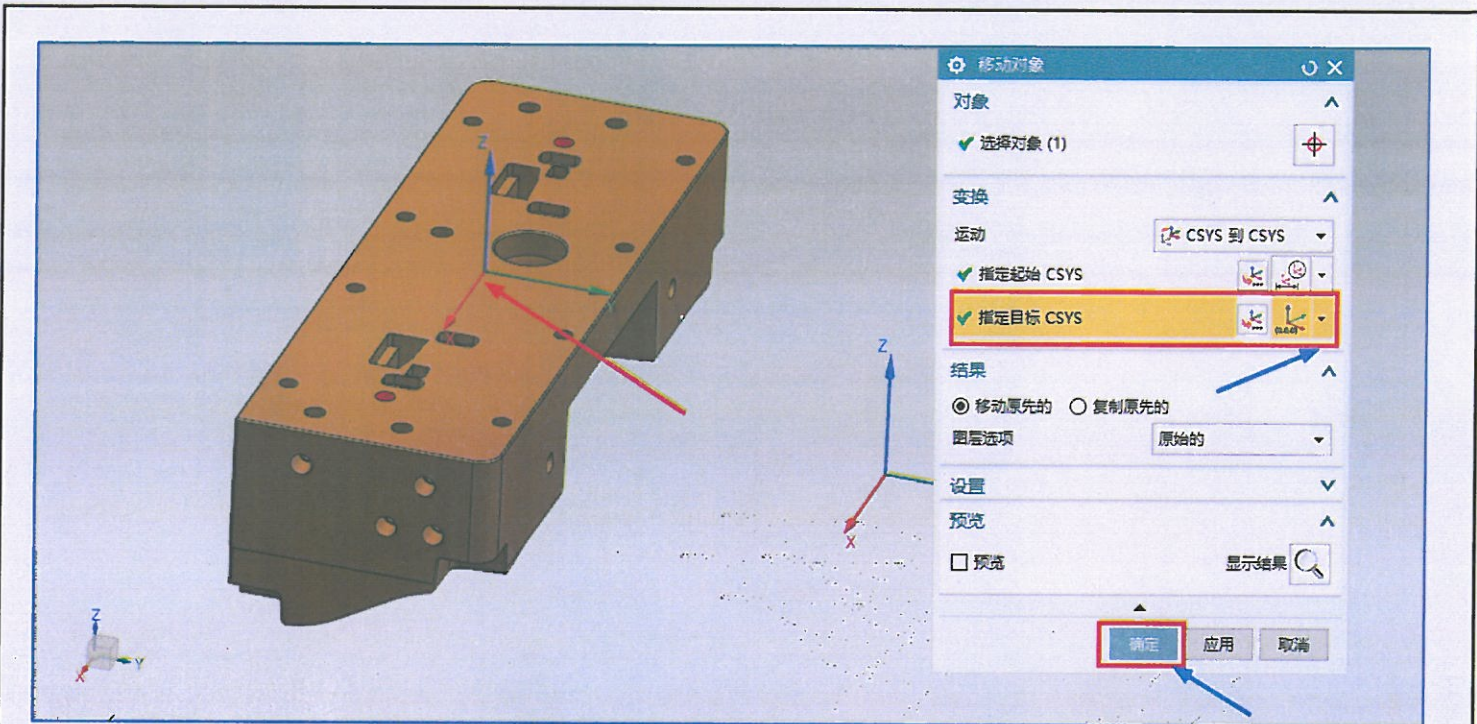 移动对象
对象
选择对象 (1)
变换
运动
CSYS 到 CSYS
指定起始 CSYS
指定目标 CSYS
(0,0,0)
结果
移动原先的 复制原先的
图层选项
原始的
设置
预览
预览
显示结果
确定 应用 取消
Z
X
Z
X
Z
Y
X